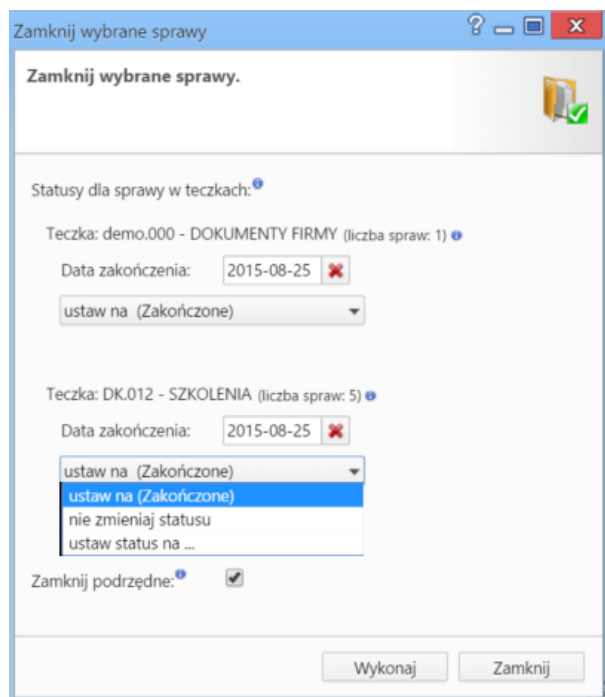 Zamknij wybrane sprawy
Zamknij wybrane sprawy.
Statusy dla sprawy w teczkach:
Teczka: demo.000 - DOKUMENTY FIRMY (liczba spraw: 1)
Data zakończenia: 2015-08-25
ustaw na (Zakończone)
Teczka: DK.012 - SZKOLENIA (liczba spraw: 5)
Data zakończenia: 2015-08-25
ustaw na (Zakończone)
ustaw na (Zakończone)
nie zmieniaj statusu
ustaw status na ...
Zamknij podrzędne:
Wykonaj Zamknij